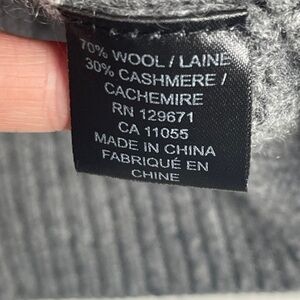 70% WOOL / LAINE
30% CASHMERE /
CACHEMIRE
RN 129671
CA 11055
MADE IN CHINA
FABRIQUÉ EN
CHINE